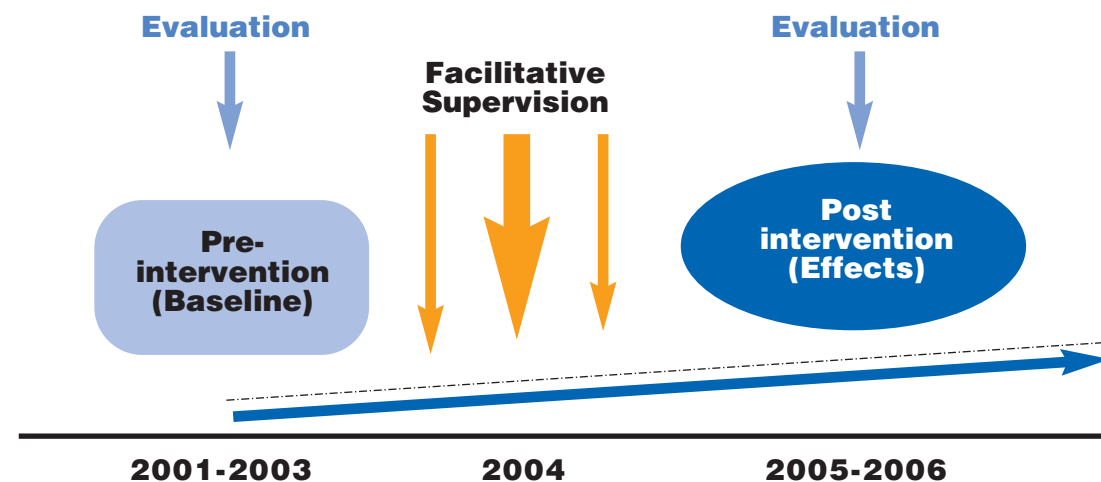 Evaluation
Evaluation
Facilitative
Supervision
Pre-
intervention
(Baseline)
Post
intervention
(Effects)
2001-2003
2004
2005-2006